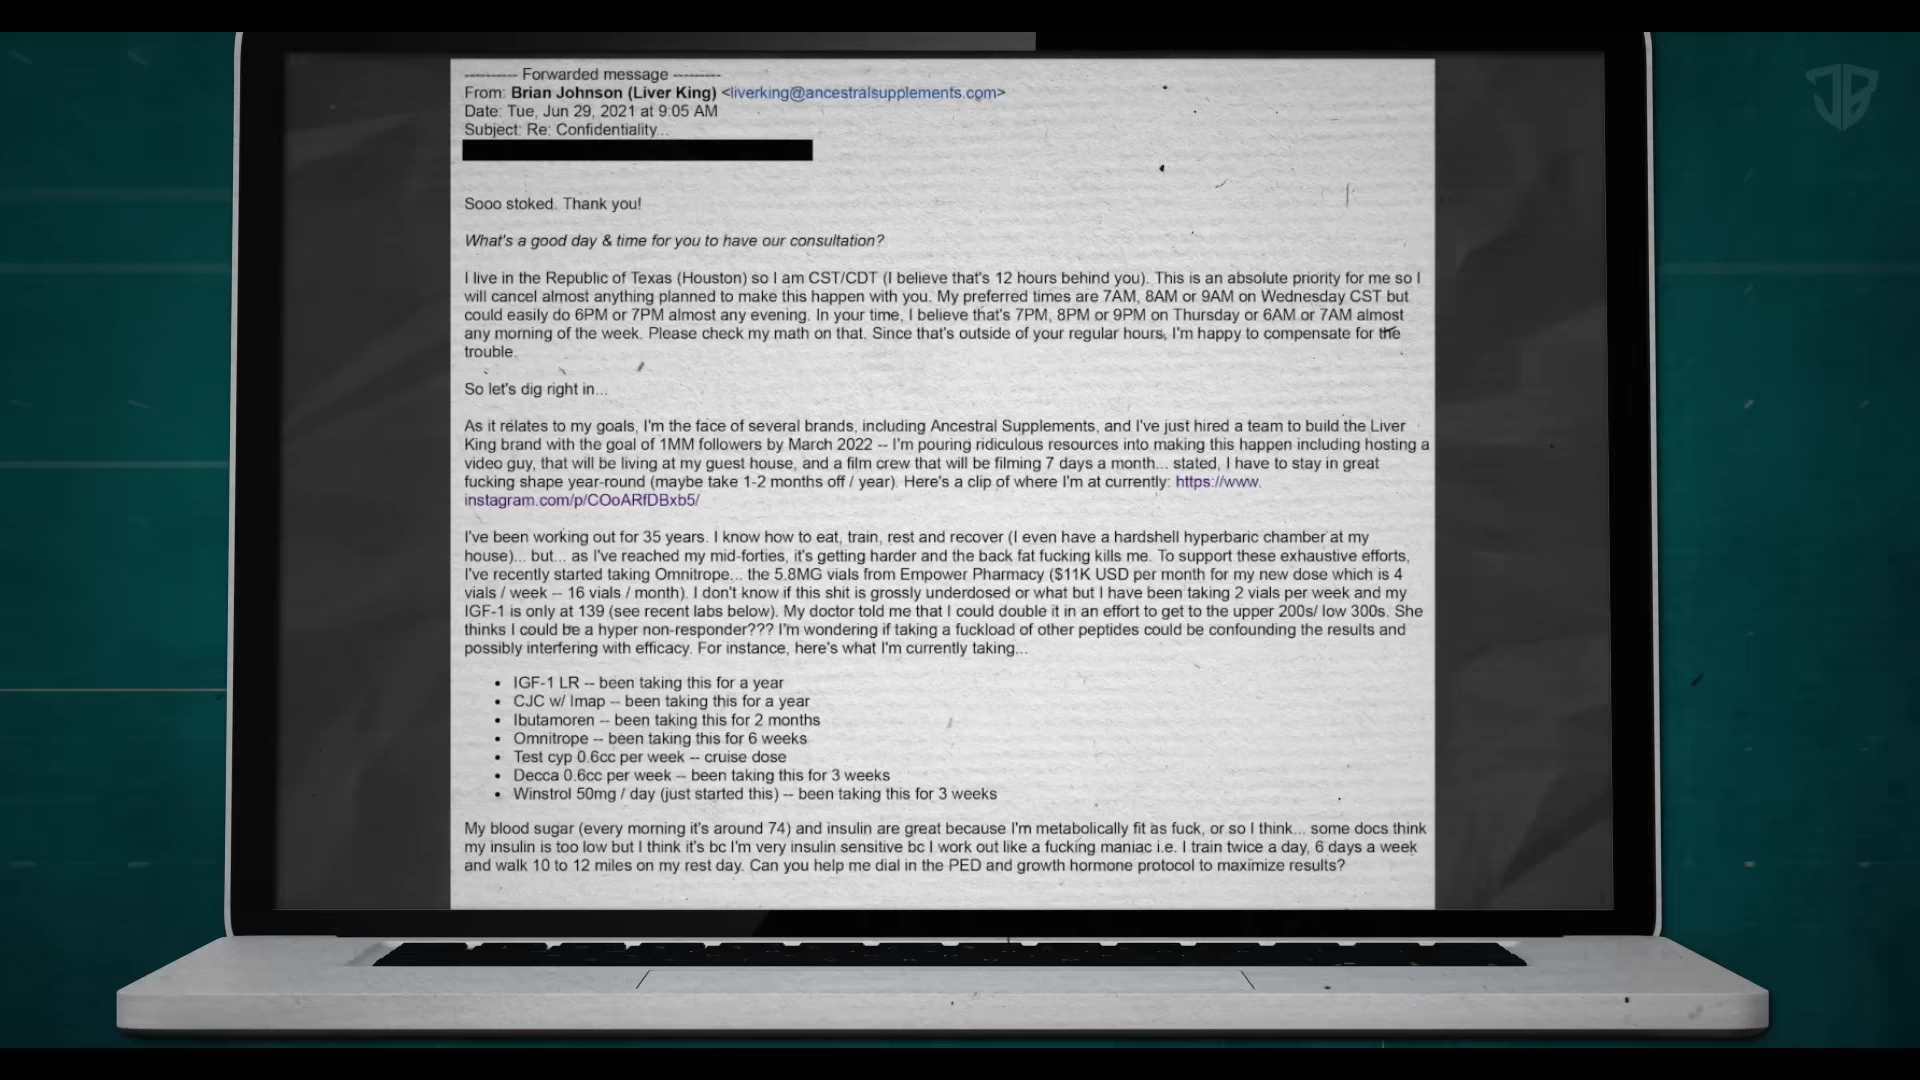 ---------- Forwarded message ---------
From: Brian Johnson (Liver King) <liverking@ancestralsupplements.com>
Date: Tue, Jun 29, 2021 at 9:05 AM
Subject: Re: Confidentiality...
Sooo stoked. Thank you!
What's a good day & time for you to have our consultation?
I live in the Republic of Texas (Houston) so I am CST/CDT (I believe that's 12 hours behind you). This is an absolute priority for me so I
will cancel almost anything planned to make this happen with you. My preferred times are 7AM, 8AM or 9AM on Wednesday CST but
could easily do 6PM or 7PM almost any evening. In your time, I believe that's 7PM, 8PM or 9PM on Thursday or 6AM or 7AM almost
any morning of the week. Please check my math on that. Since that's outside of your regular hours, I'm happy to compensate for the
trouble.
So let's dig right in...
As it relates to my goals, I'm the face of several brands, including Ancestral Supplements, and I've just hired a team to build the Liver
King brand with the goal of 1MM followers by March 2022 -- I'm pouring ridiculous resources into making this happen including hosting a
video guy, that will be living at my guest house, and a film crew that will be filming 7 days a month... stated, I have to stay in great
fucking shape year-round (maybe take 1-2 months off / year). Here's a clip of where I'm at currently: https://www.
instagram.com/p/COoARfDBxb5/
I've been working out for 35 years. I know how to eat, train, rest and recover (I even have a hardshell hyperbaric chamber at my
house)... but... as I've reached my mid-forties, it's getting harder and the back fat fucking kills me. To support these exhaustive efforts,
I've recently started taking Omnitrope... the 5.8MG vials from Empower Pharmacy ($11K USD per month for my new dose which is 4
vials / week -- 16 vials / month). I don't know if this shit is grossly underdosed or what but I have been taking 2 vials per week and my
IGF-1 is only at 139 (see recent labs below). My doctor told me that I could double it in an effort to get to the upper 200s/ low 300s. She
thinks I could be a hyper non-responder??? I'm wondering if taking a fuckload of other peptides could be confounding the results and
possibly interfering with efficacy. For instance, here's what I'm currently taking...
• IGF-1 LR -- been taking this for a year
• CJC w/ Imap -- been taking this for a year
• Ibutamoren -- been taking this for 2 months
• Omnitrope -- been taking this for 6 weeks
• Test cyp 0.6cc per week -- cruise dose
• Decca 0.6cc per week -- been taking this for 3 weeks
• Winstrol 50mg / day (just started this) -- been taking this for 3 weeks
My blood sugar (every morning it's around 74) and insulin are great because I'm metabolically fit as fuck, or so I think... some docs think
my insulin is too low but I think it's bc I'm very insulin sensitive bc I work out like a fucking maniac i.e. I train twice a day, 6 days a week
and walk 10 to 12 miles on my rest day. Can you help me dial in the PED and growth hormone protocol to maximize results?